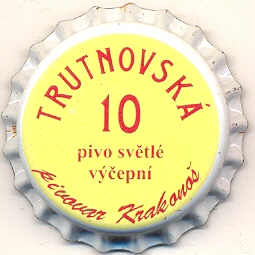 TRUTNOVSKÁ
10
pivo světlé
výčepní
pivovar Krakonoš